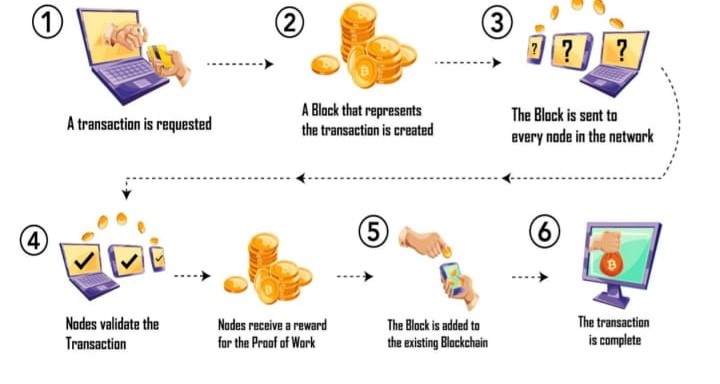 1
A transaction is requested
2
A Block that represents
the transaction is created
3
? ? ?
The Block is sent to
every node in the network
4
Nodes validate the
Transaction
Nodes receive a reward
for the Proof of Work
5
The Block is added to
the existing Blockchain
6
The transaction
is complete